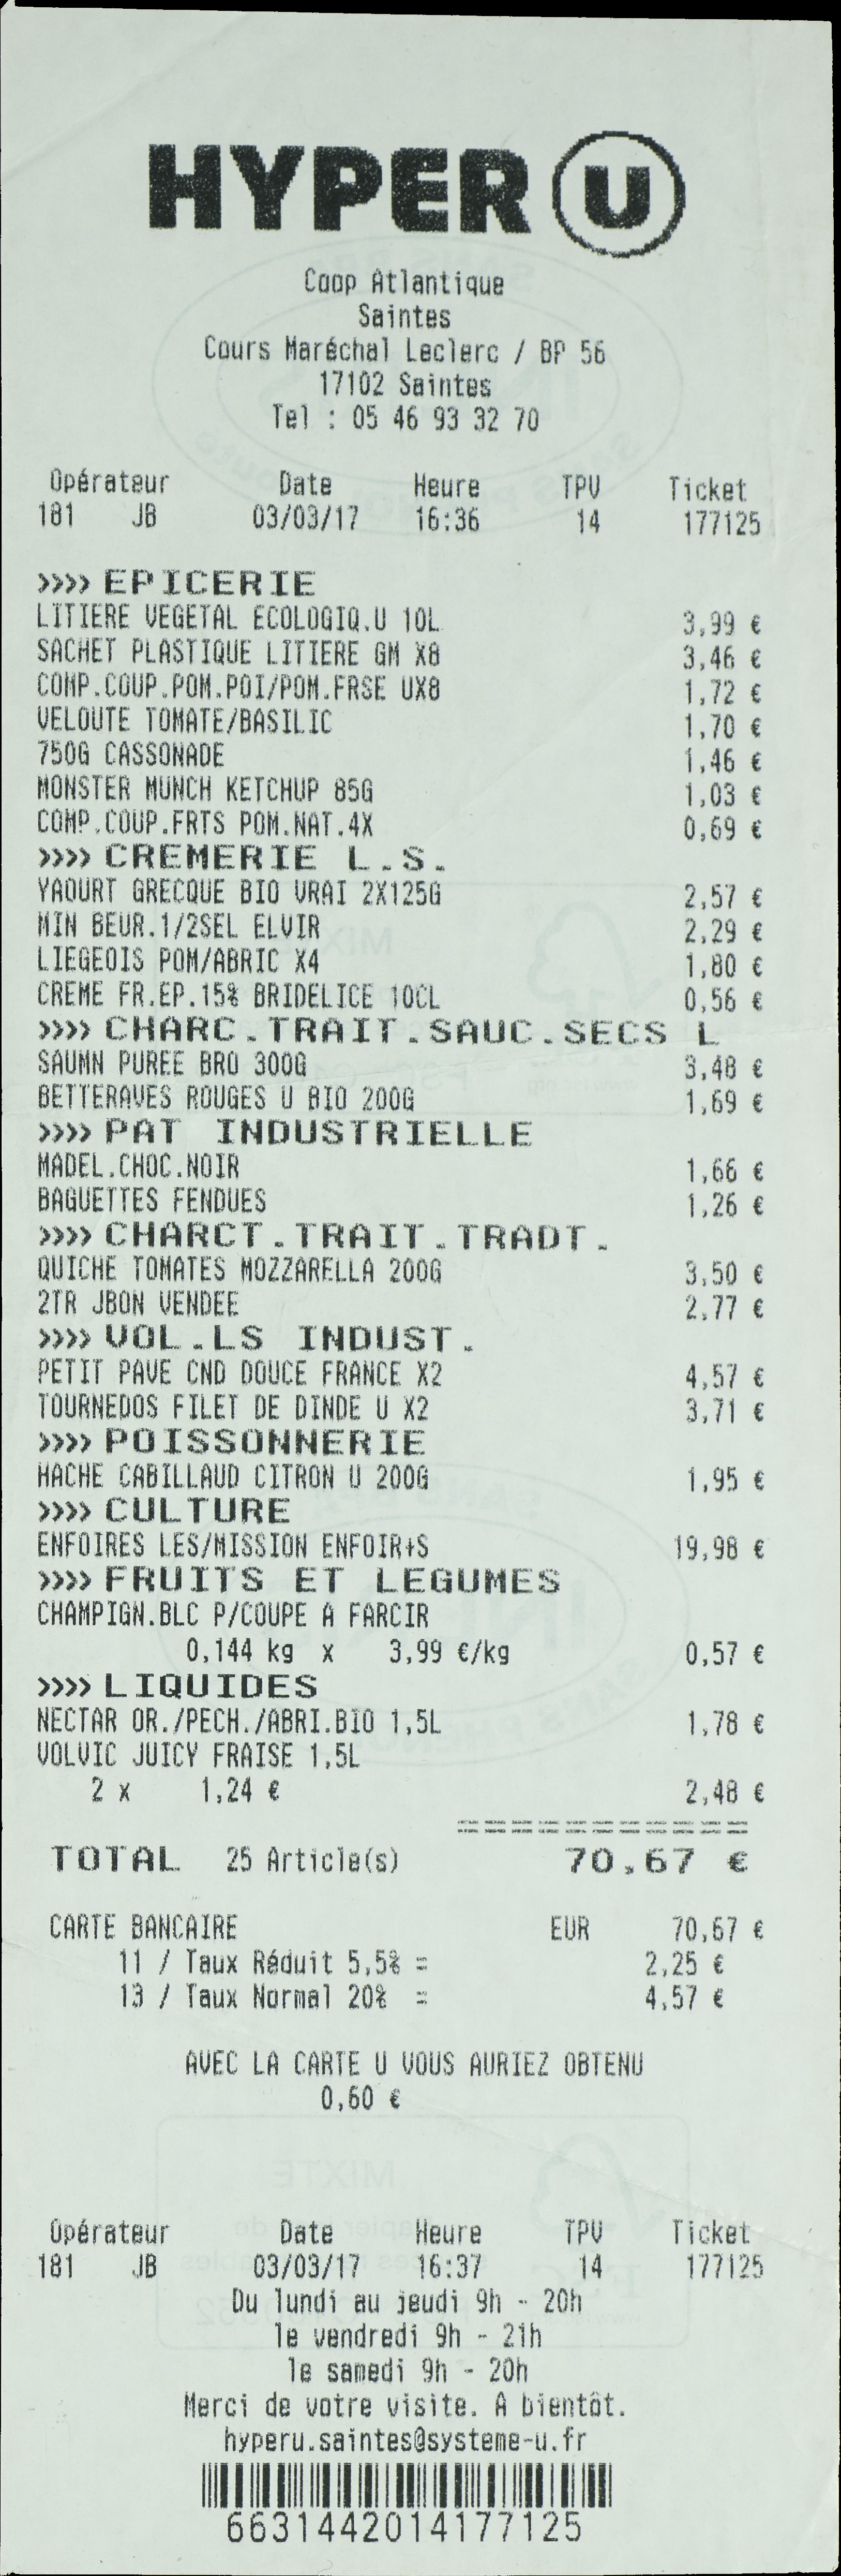 HYPER U
Coop Atlantique
Saintes
Cours Maréchal Leclerc / BP 56
17102 Saintes
Tel : 05 46 93 32 70
Opérateur Date Heure TPV Ticket
181 JB 03/03/17 16:36 14 177125
»»EPICERIE
LITIERE VEGETAL ECOLOGIQ.U 10L 3,99 €
SACHET PLASTIQUE LITIERE GM X8 3,46 €
COMP.COUP.POM.POI/POM.FRSE UX8 1,72 €
VELOUTE TOMATE/BASILIC 1,70 €
750G CASSONADE 1,46 €
MONSTER MUNCH KETCHUP 85G 1,03 €
COMP.COUP.FRTS POM.NAT.4X 0,69 €
»»CREMERIE L.S.
YAOURT GRECQUE BIO VRAI 2X125G 2,57 €
MIN BEUR.1/2SEL ELVIR 2,29 €
LIEGEOIS POM/ABRIC X4 1,80 €
CREME FR.EP.15% BRIDELICE 10CL 0,56 €
»»CHARC.TRAIT.SAUC.SECS L
SAUMN PUREE BRO 300G 3,48 €
BETTERAVES ROUGES U BIO 200G 1,69 €
»»PAT INDUSTRIELLE
MADEL.CHOC.NOIR 1,66 €
BAGUETTES FENDUES 1,26 €
»»CHARCT.TRAIT.TRADT.
QUICHE TOMATES MOZZARELLA 200G 3,50 €
2TR JBON VENDEE 2,77 €
»»VOL.LS INDUST.
PETIT PAVE CND DOUCE FRANCE X2 4,57 €
TOURNEDOS FILET DE DINDE U X2 3,71 €
»»POISSONNERIE
HACHE CABILLAUD CITRON U 200G 1,95 €
»»CULTURE
ENFOIRES LES/MISSION ENFOIR+S 19,98 €
»»FRUITS ET LEGUMES
CHAMPIGN.BLC P/COUPE A FARCIR
0,144 kg x 3,99 €/kg 0,57 €
»»LIQUIDES
NECTAR OR./PECH./ABRI.BIO 1,5L 1,78 €
VOLVIC JUICY FRAISE 1,5L
2 x 1,24 € 2,48 €
===========
TOTAL 25 Article(s) 70,67 €
CARTE BANCAIRE EUR 70,67 €
11 / Taux Réduit 5,5% = 2,25 €
13 / Taux Normal 20% = 4,57 €
AVEC LA CARTE U VOUS AURIEZ OBTENU
0,60 €
Opérateur Date Heure TPV Ticket
181 JB 03/03/17 16:37 14 177125
Du lundi au jeudi 9h - 20h
le vendredi 9h - 21h
le samedi 9h - 20h
Merci de votre visite. A bientôt.
hyperu.saintes@systeme-u.fr
6631442014177125